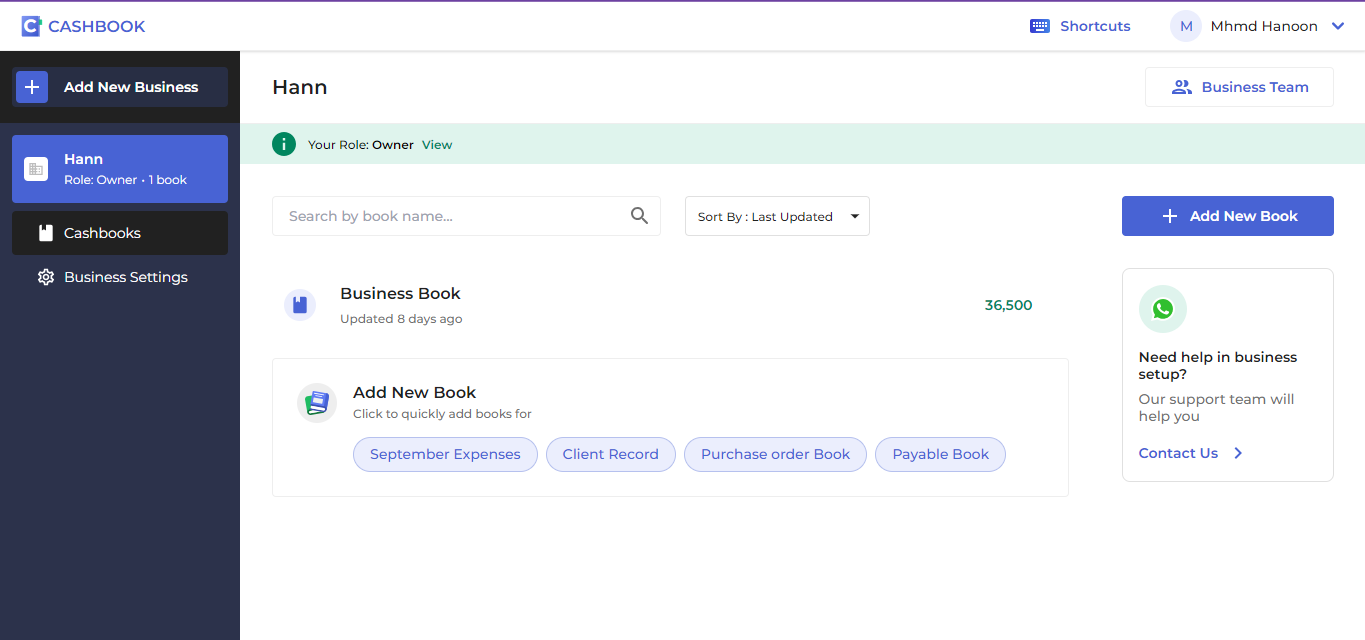 CASHBOOK
Shortcuts
M
Mhmd Hanoon
Add New Business
Hann
Role: Owner • 1 book
Cashbooks
Business Settings
Hann
Business Team
Your Role: Owner View
Search by book name...
Sort By : Last Updated
Add New Book
Business Book
Updated 8 days ago
36,500
Add New Book
Click to quickly add books for
September Expenses
Client Record
Purchase order Book
Payable Book
Need help in business
setup?
Our support team will
help you
Contact Us